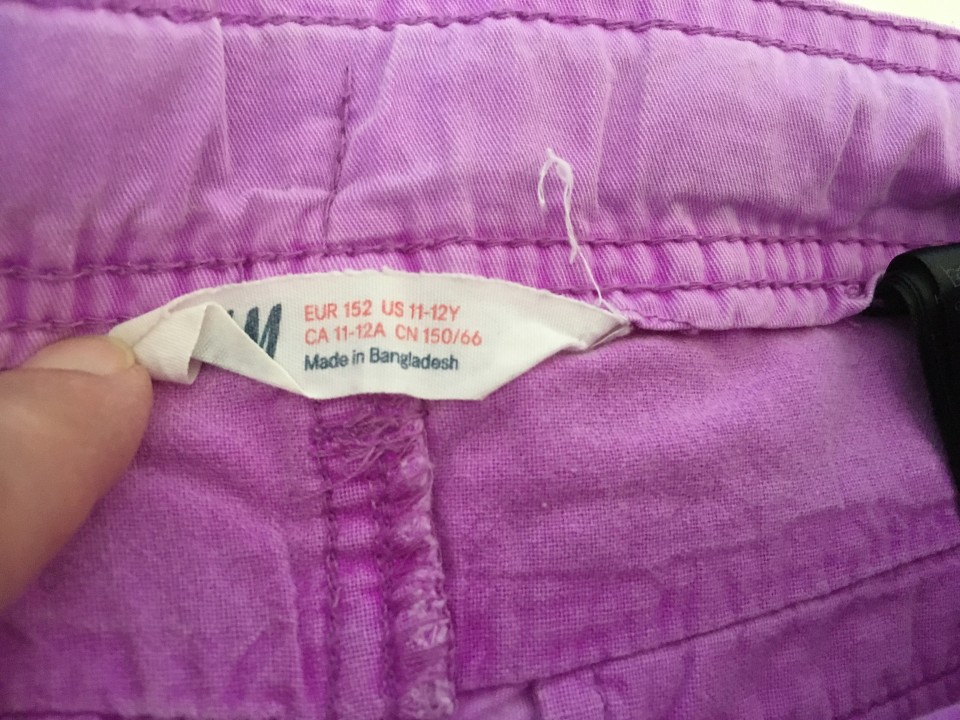 EUR 152 US 11-12Y
CA 11-12A CN 150/66
Made in Bangladesh